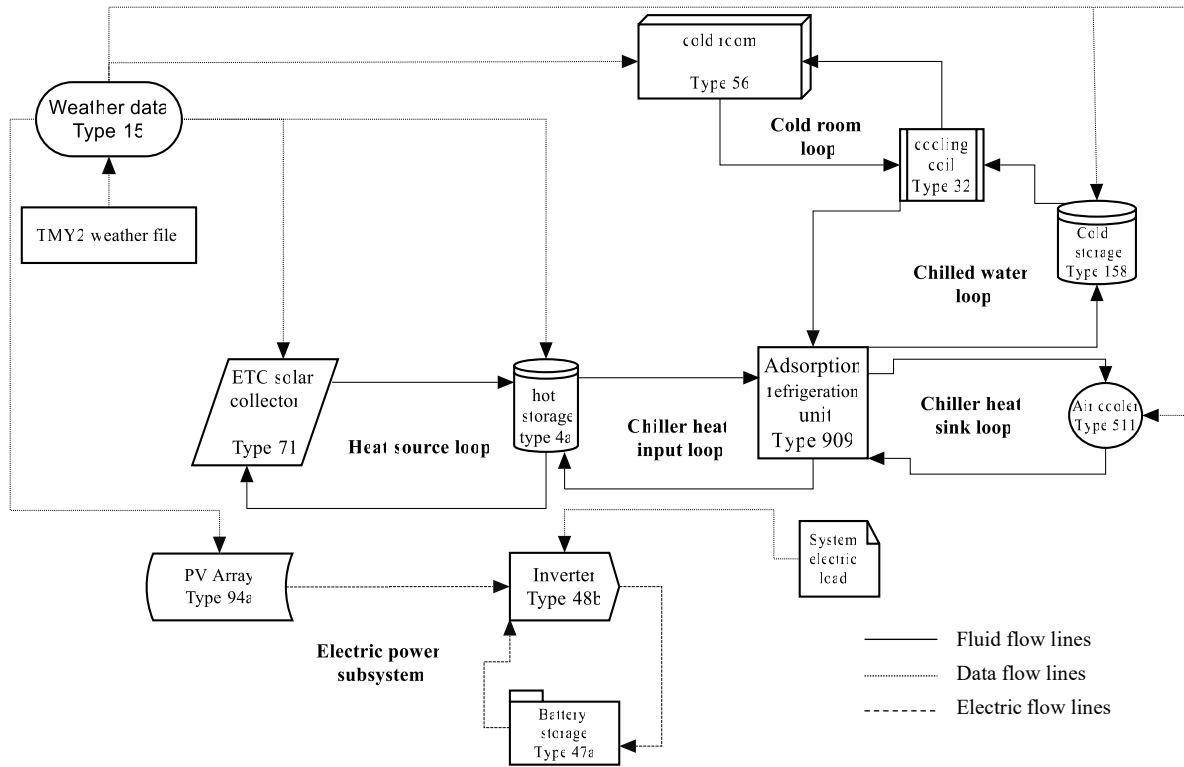 cold room
Type 56
Weather data
Type 15
Cold room
loop
cooling
coil
Type 32
TMY2 weather file
Cold
storage
Type 158
Chilled water
loop
ETC solar
collector
Type 71
hot
storage
type 4a
Adsorption
refrigeration
unit
Type 909
Air cooler
Type 511
Heat source loop
Chiller heat
input loop
Chiller heat
sink loop
PV Array
Type 94a
Inverter
Type 48b
System
electric
load
Electric power
subsystem
Battery
storage
Type 47a
Fluid flow lines
Data flow lines
Electric flow lines